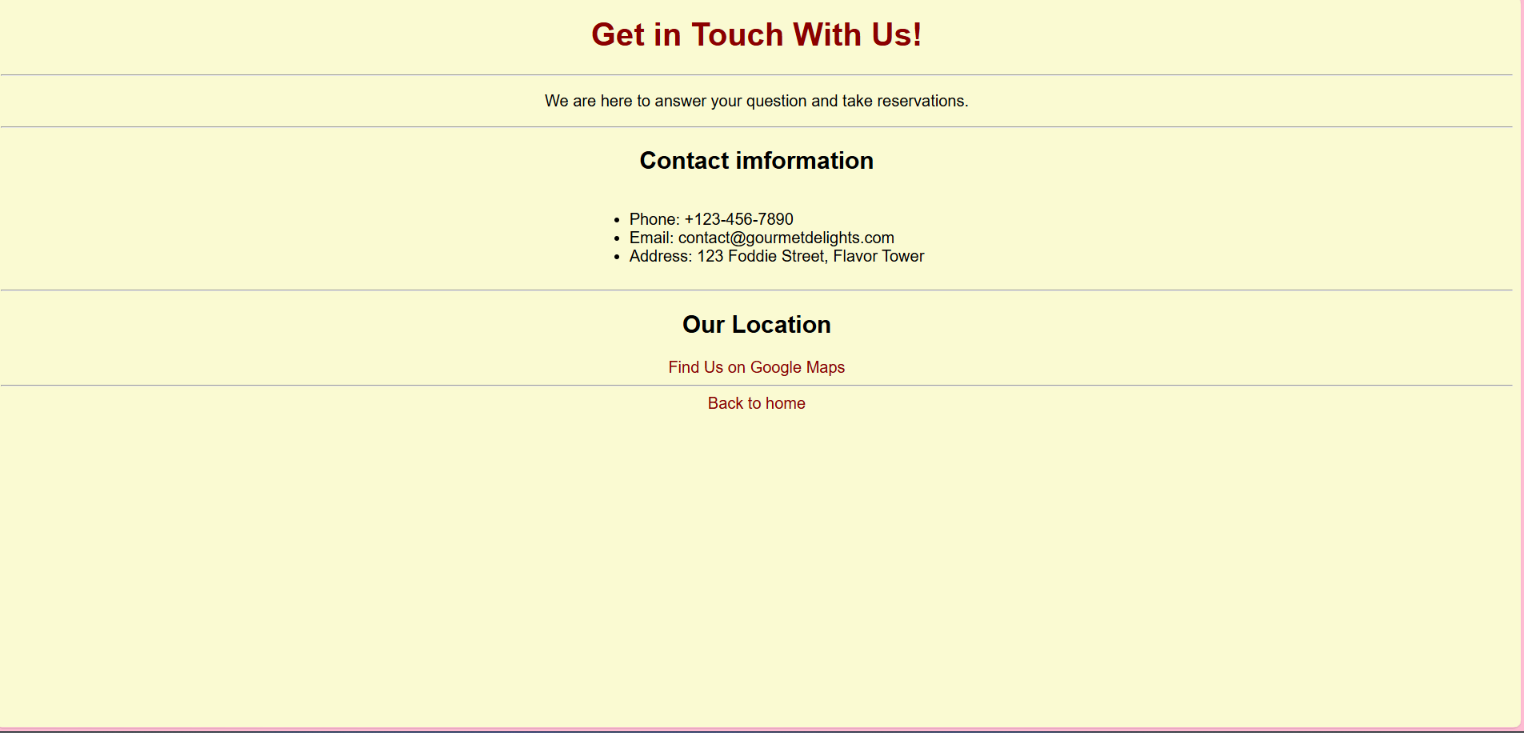 Get in Touch With Us!
We are here to answer your question and take reservations.
Contact imformation
Phone: +123-456-7890
Email: contact@gourmetdelights.com
Address: 123 Foddie Street, Flavor Tower
Our Location
Find Us on Google Maps
Back to home